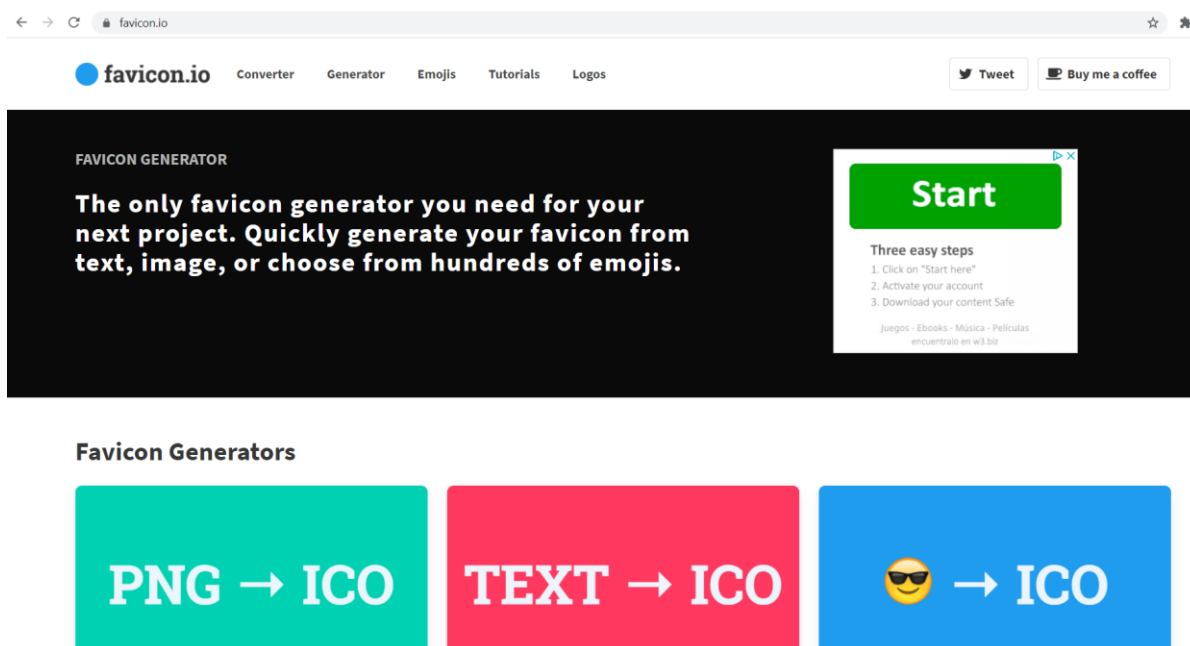 favicon.io
favicon.io Converter Generator Emojis Tutorials Logos Tweet Buy me a coffee
FAVICON GENERATOR
The only favicon generator you need for your
next project. Quickly generate your favicon from
text, image, or choose from hundreds of emojis.
Start
Three easy steps
1. Click on "Start here"
2. Activate your account
3. Download your content Safe
Juegos - Ebooks - Música - Peliculas
encuentralo en w3.biz
Favicon Generators
PNG → ICO
TEXT → ICO
😎 → ICO